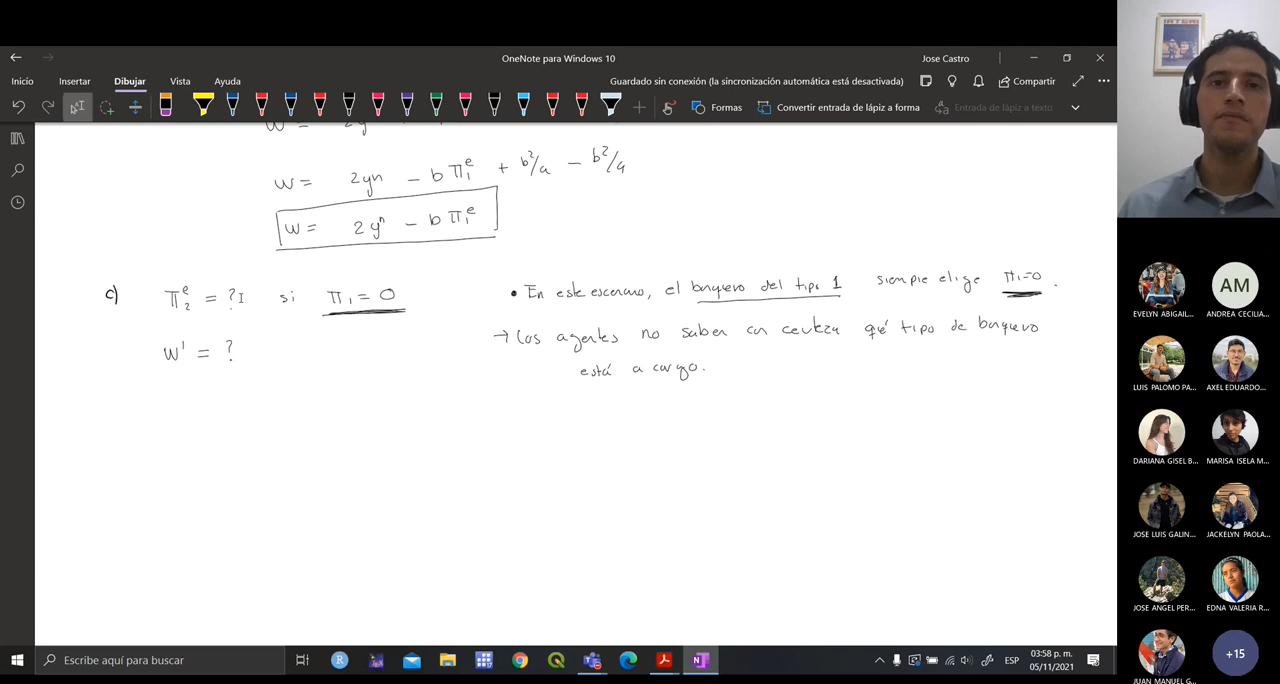 OneNote para Windows 10
Jose Castro
Inicio Insertar Dibujar Vista Ayuda
Guardado sin conexión (la sincronización automática está desactivada)
Compartir
Formas
Convertir entrada de lápiz a forma
Entrada de lápiz a texto
w = 2yn - b π₁ᵉ + b²/a - b²/a
w = 2yⁿ - b π₁ᵉ
c) π₂ᵉ = ? si π₁ = 0
w' = ?
• En este escenario, el banquero del tipo 1 siempre elige π₁=0.
→ Los agentes no saben con certeza qué tipo de banquero
está a cargo.
EVELYN ABIGAIL...
AM
ANDREA CECILIA...
LUIS PALOMO PA...
AXEL EDUARDO...
DARIANA GISEL B...
MARISA ISELA M...
JOSE LUIS GALIN...
JACKELYN PAOLA...
JOSE ANGEL PER...
EDNA VALERIA R...
JUAN MANUEL G...
+15
Escribe aquí para buscar
ESP
03:58 p. m.
05/11/2021